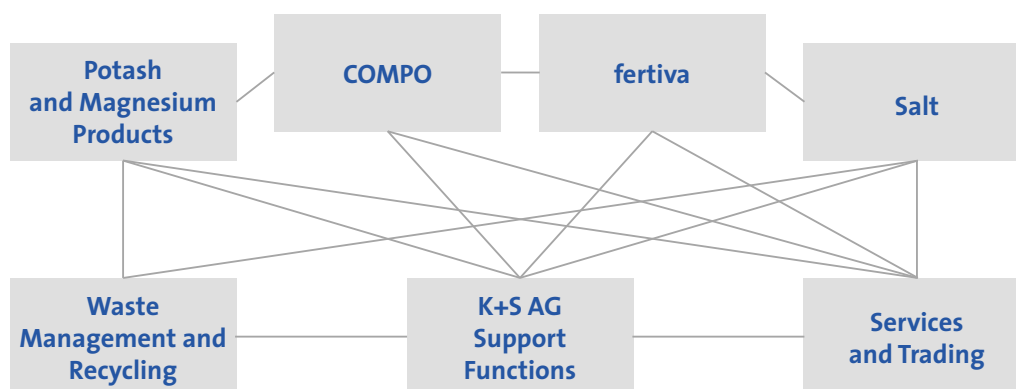 Potash
and Magnesium
Products
COMPO
fertiva
Salt
Waste
Management and
Recycling
K+S AG
Support
Functions
Services
and Trading